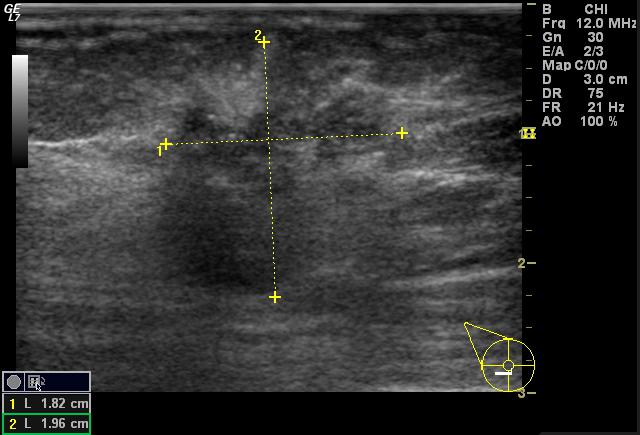 GE
L7
B CHI
Frq 12.0 MHz
Gn 30
E/A 2/3
Map C/0/0
D 3.0 cm
DR 75
FR 21 Hz
AO 100 %
2
1
2
3
1 L 1.82 cm
2 L 1.96 cm